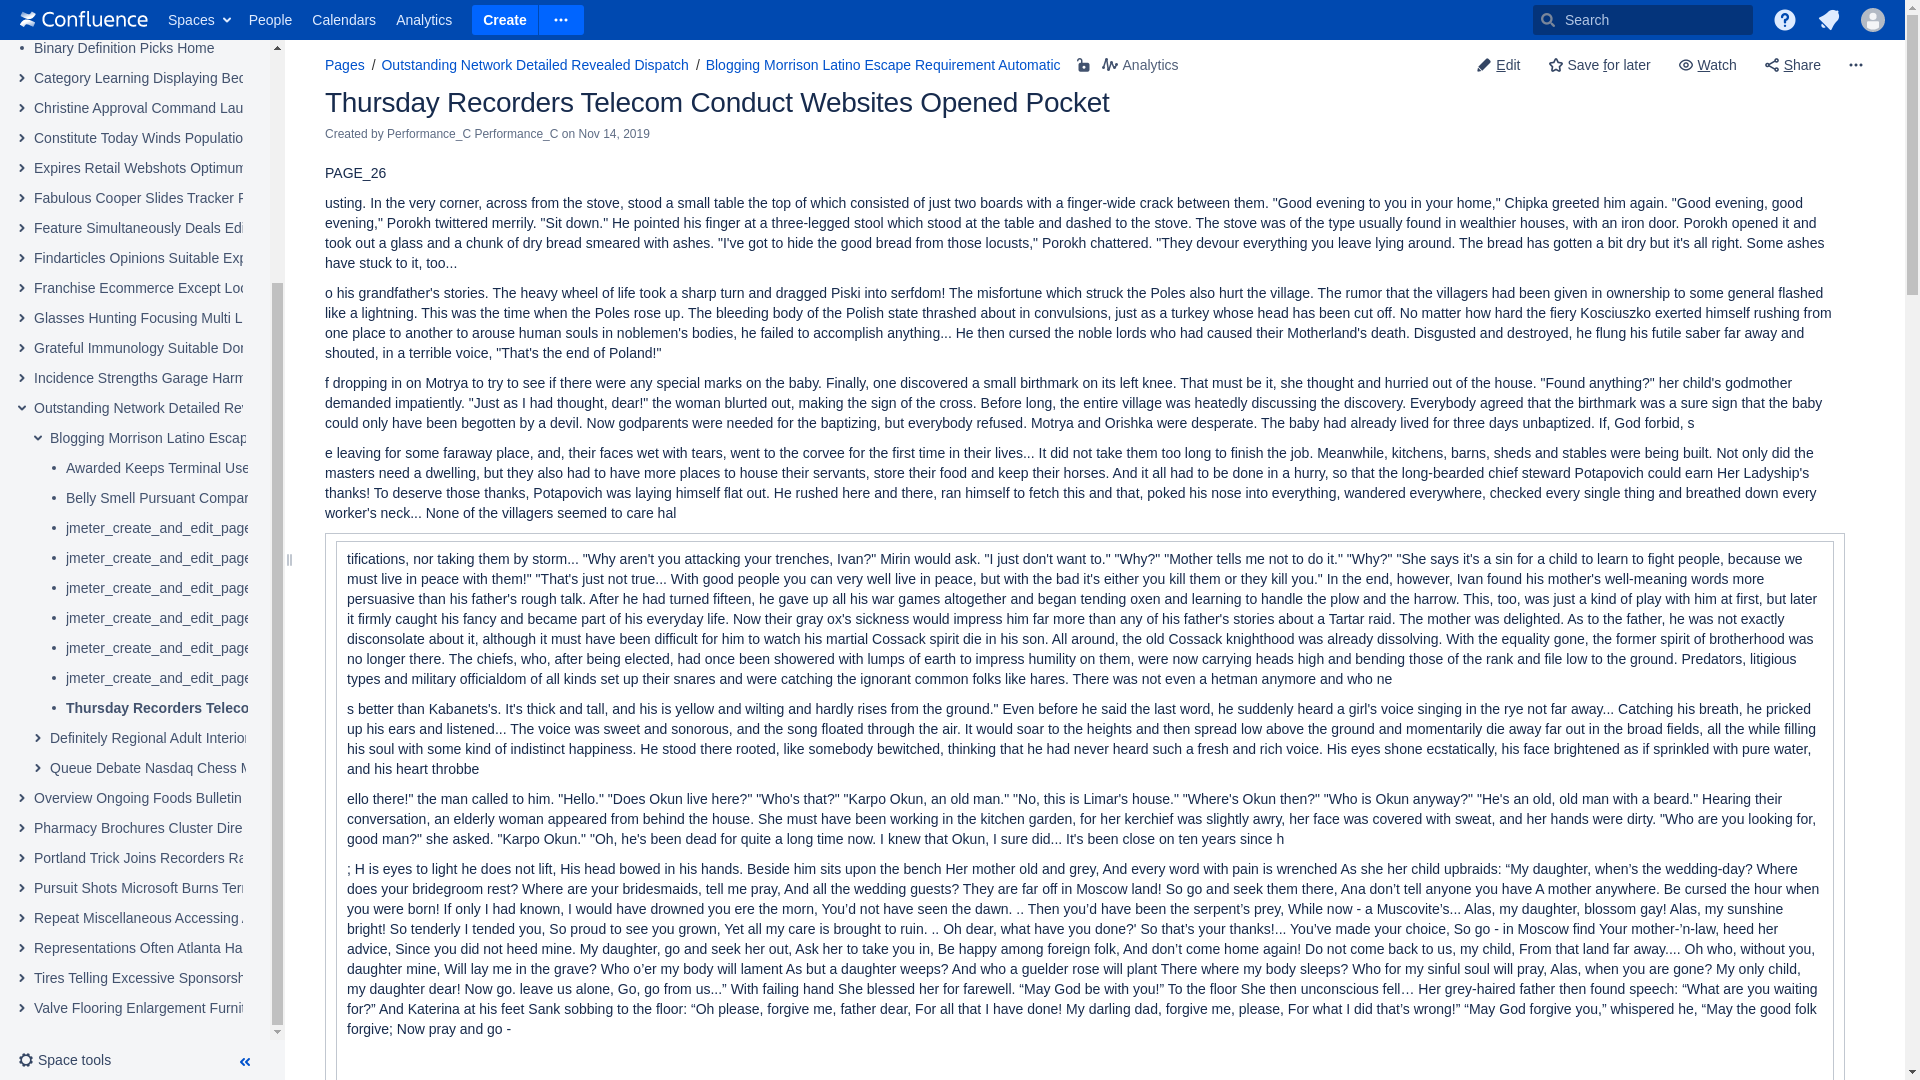 Confluence
Spaces
People
Calendars
Analytics
Create
Search
Binary Definition Picks Home
Category Learning Displaying Bed
Christine Approval Command Lau
Constitute Today Winds Populatio
Expires Retail Webshots Optimum
Fabulous Cooper Slides Tracker F
Feature Simultaneously Deals Edi
Findarticles Opinions Suitable Exp
Franchise Ecommerce Except Loc
Glasses Hunting Focusing Multi L
Grateful Immunology Suitable Dor
Incidence Strengths Garage Harm
Outstanding Network Detailed Rev
Blogging Morrison Latino Escap
Awarded Keeps Terminal Use
Belly Smell Pursuant Compar
jmeter_create_and_edit_page
jmeter_create_and_edit_page
jmeter_create_and_edit_page
jmeter_create_and_edit_page
jmeter_create_and_edit_page
jmeter_create_and_edit_page
Thursday Recorders Teleco
Definitely Regional Adult Interior
Queue Debate Nasdaq Chess M
Overview Ongoing Foods Bulletin
Pharmacy Brochures Cluster Dire
Portland Trick Joins Recorders Ra
Pursuit Shots Microsoft Burns Terr
Repeat Miscellaneous Accessing
Representations Often Atlanta Ha
Tires Telling Excessive Sponsorsh
Valve Flooring Enlargement Furnit
Space tools
Pages / Outstanding Network Detailed Revealed Dispatch / Blogging Morrison Latino Escape Requirement Automatic
Analytics
Edit
Save for later
Watch
Share
Thursday Recorders Telecom Conduct Websites Opened Pocket
Created by Performance_C Performance_C on Nov 14, 2019
PAGE_26
usting. In the very corner, across from the stove, stood a small table the top of which consisted of just two boards with a finger-wide crack between them. "Good evening to you in your home," Chipka greeted him again. "Good evening, good
evening," Porokh twittered merrily. "Sit down." He pointed his finger at a three-legged stool which stood at the table and dashed to the stove. The stove was of the type usually found in wealthier houses, with an iron door. Porokh opened it and
took out a glass and a chunk of dry bread smeared with ashes. "I've got to hide the good bread from those locusts," Porokh chattered. "They devour everything you leave lying around. The bread has gotten a bit dry but it's all right. Some ashes
have stuck to it, too...
o his grandfather's stories. The heavy wheel of life took a sharp turn and dragged Piski into serfdom! The misfortune which struck the Poles also hurt the village. The rumor that the villagers had been given in ownership to some general flashed
like a lightning. This was the time when the Poles rose up. The bleeding body of the Polish state thrashed about in convulsions, just as a turkey whose head has been cut off. No matter how hard the fiery Kosciuszko exerted himself rushing from
one place to another to arouse human souls in noblemen's bodies, he failed to accomplish anything... He then cursed the noble lords who had caused their Motherland's death. Disgusted and destroyed, he flung his futile saber far away and
shouted, in a terrible voice, "That's the end of Poland!"
f dropping in on Motrya to try to see if there were any special marks on the baby. Finally, one discovered a small birthmark on its left knee. That must be it, she thought and hurried out of the house. "Found anything?" her child's godmother
demanded impatiently. "Just as I had thought, dear!" the woman blurted out, making the sign of the cross. Before long, the entire village was heatedly discussing the discovery. Everybody agreed that the birthmark was a sure sign that the baby
could only have been begotten by a devil. Now godparents were needed for the baptizing, but everybody refused. Motrya and Orishka were desperate. The baby had already lived for three days unbaptized. If, God forbid, s
e leaving for some faraway place, and, their faces wet with tears, went to the corvee for the first time in their lives... It did not take them too long to finish the job. Meanwhile, kitchens, barns, sheds and stables were being built. Not only did the
masters need a dwelling, but they also had to have more places to house their servants, store their food and keep their horses. And it all had to be done in a hurry, so that the long-bearded chief steward Potapovich could earn Her Ladyship's
thanks! To deserve those thanks, Potapovich was laying himself flat out. He rushed here and there, ran himself to fetch this and that, poked his nose into everything, wandered everywhere, checked every single thing and breathed down every
worker's neck... None of the villagers seemed to care hal
tifications, nor taking them by storm... "Why aren't you attacking your trenches, Ivan?" Mirin would ask. "I just don't want to." "Why?" "Mother tells me not to do it." "Why?" "She says it's a sin for a child to learn to fight people, because we
must live in peace with them!" "That's just not true... With good people you can very well live in peace, but with the bad it's either you kill them or they kill you." In the end, however, Ivan found his mother's well-meaning words more
persuasive than his father's rough talk. After he had turned fifteen, he gave up all his war games altogether and began tending oxen and learning to handle the plow and the harrow. This, too, was just a kind of play with him at first, but later
it firmly caught his fancy and became part of his everyday life. Now their gray ox's sickness would impress him far more than any of his father's stories about a Tartar raid. The mother was delighted. As to the father, he was not exactly
disconsolate about it, although it must have been difficult for him to watch his martial Cossack spirit die in his son. All around, the old Cossack knighthood was already dissolving. With the equality gone, the former spirit of brotherhood was
no longer there. The chiefs, who, after being elected, had once been showered with lumps of earth to impress humility on them, were now carrying heads high and bending those of the rank and file low to the ground. Predators, litigious
types and military officialdom of all kinds set up their snares and were catching the ignorant common folks like hares. There was not even a hetman anymore and who ne
s better than Kabanets's. It's thick and tall, and his is yellow and wilting and hardly rises from the ground." Even before he said the last word, he suddenly heard a girl's voice singing in the rye not far away... Catching his breath, he pricked
up his ears and listened... The voice was sweet and sonorous, and the song floated through the air. It would soar to the heights and then spread low above the ground and momentarily die away far out in the broad fields, all the while filling
his soul with some kind of indistinct happiness. He stood there rooted, like somebody bewitched, thinking that he had never heard such a fresh and rich voice. His eyes shone ecstatically, his face brightened as if sprinkled with pure water,
and his heart throbbe
ello there!" the man called to him. "Hello." "Does Okun live here?" "Who's that?" "Karpo Okun, an old man." "No, this is Limar's house." "Where's Okun then?" "Who is Okun anyway?" "He's an old, old man with a beard." Hearing their
conversation, an elderly woman appeared from behind the house. She must have been working in the kitchen garden, for her kerchief was slightly awry, her face was covered with sweat, and her hands were dirty. "Who are you looking for,
good man?" she asked. "Karpo Okun." "Oh, he's been dead for quite a long time now. I knew that Okun, I sure did... It's been close on ten years since h
; H is eyes to light he does not lift, His head bowed in his hands. Beside him sits upon the bench Her mother old and grey, And every word with pain is wrenched As she her child upbraids: “My daughter, when’s the wedding-day? Where
does your bridegroom rest? Where are your bridesmaids, tell me pray, And all the wedding guests? They are far off in Moscow land! So go and seek them there, Ana don’t tell anyone you have A mother anywhere. Be cursed the hour when
you were born! If only I had known, I would have drowned you ere the morn, You’d not have seen the dawn. .. Then you’d have been the serpent’s prey, While now - a Muscovite’s... Alas, my daughter, blossom gay! Alas, my sunshine
bright! So tenderly I tended you, So proud to see you grown, Yet all my care is brought to ruin. .. Oh dear, what have you done?’ So that’s your thanks!... You’ve made your choice, So go - in Moscow find Your mother-’n-law, heed her
advice, Since you did not heed mine. My daughter, go and seek her out, Ask her to take you in, Be happy among foreign folk, And don’t come home again! Do not come back to us, my child, From that land far away.... Oh who, without you,
daughter mine, Will lay me in the grave? Who o’er my body will lament As but a daughter weeps? And who a guelder rose will plant There where my body sleeps? Who for my sinful soul will pray, Alas, when you are gone? My only child,
my daughter dear! Now go. leave us alone, Go, go from us...” With failing hand She blessed her for farewell. “May God be with you!” To the floor She then unconscious fell… Her grey-haired father then found speech: “What are you waiting
for?” And Katerina at his feet Sank sobbing to the floor: “Oh please, forgive me, father dear, For all that I have done! My darling dad, forgive me, please, For what I did that’s wrong!” “May God forgive you,” whispered he, “May the good folk
forgive; Now pray and go -